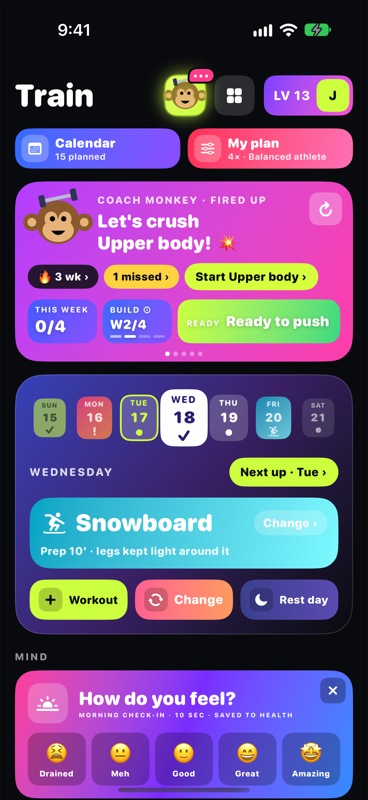 9:41
Train
LV 13
J
Calendar
15 planned
My plan
4× · Balanced athlete
COACH MONKEY · FIRED UP
Let's crush
Upper body! 💥
🔥 3 wk ›
1 missed ›
Start Upper body ›
THIS WEEK
0/4
BUILD
W2/4
READY Ready to push
SUN
15
MON
16
!
TUE
17
WED
18
THU
19
FRI
20
SAT
21
WEDNESDAY
Next up · Tue ›
Snowboard
Change ›
Prep 10' · legs kept light around it
Workout
Change
Rest day
MIND
How do you feel?
MORNING CHECK-IN · 10 SEC · SAVED TO HEALTH
Drained
Meh
Good
Great
Amazing